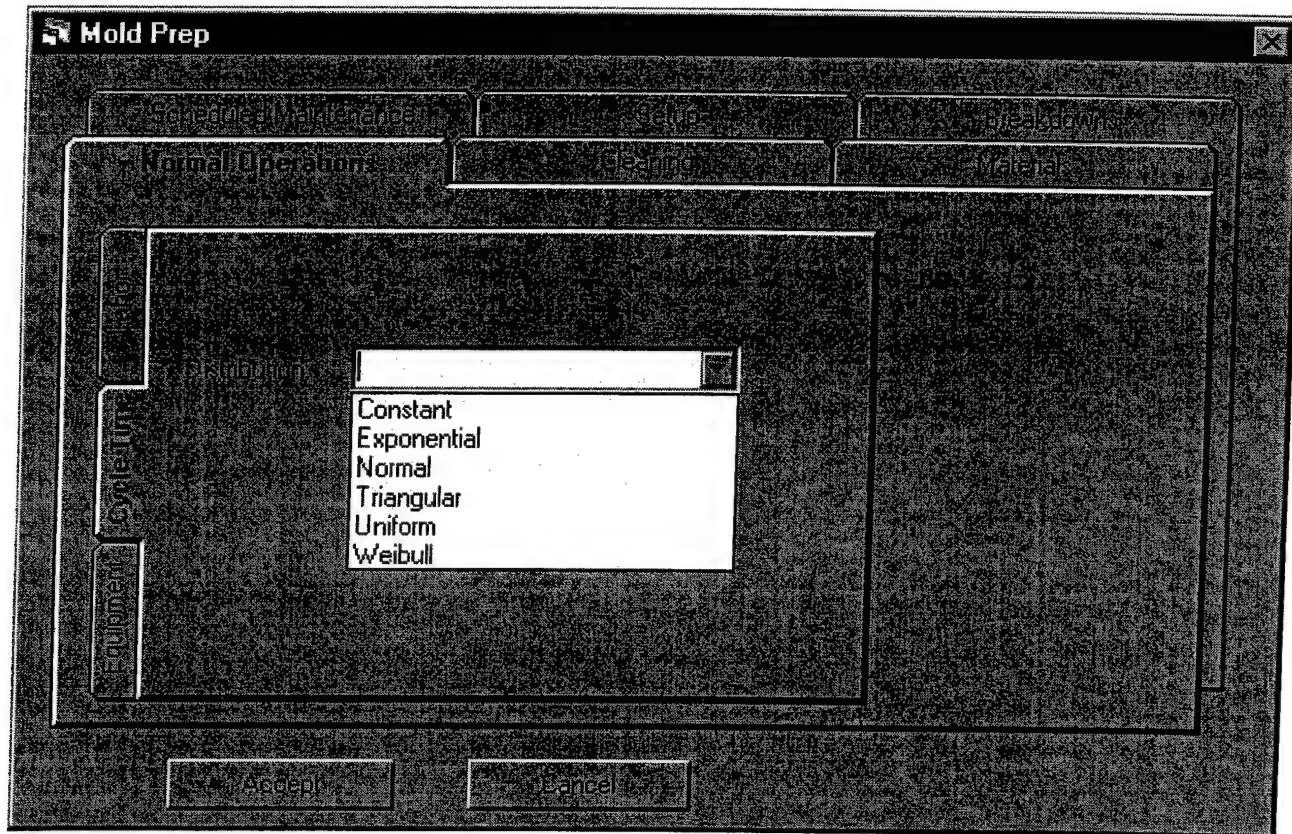 Mold Prep
Scheduled Maintenance Setup Breakdown
Normal Operations Cleaning Material
Distribution
Constant
Exponential
Normal
Triangular
Uniform
Weibull
Cycle Time
Equipment
Accept Cancel